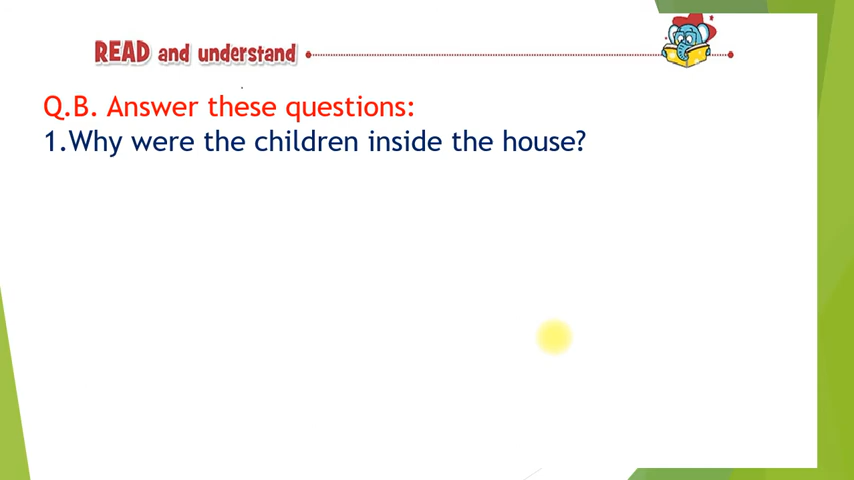 READ and understand
Q.B. Answer these questions:
1.Why were the children inside the house?